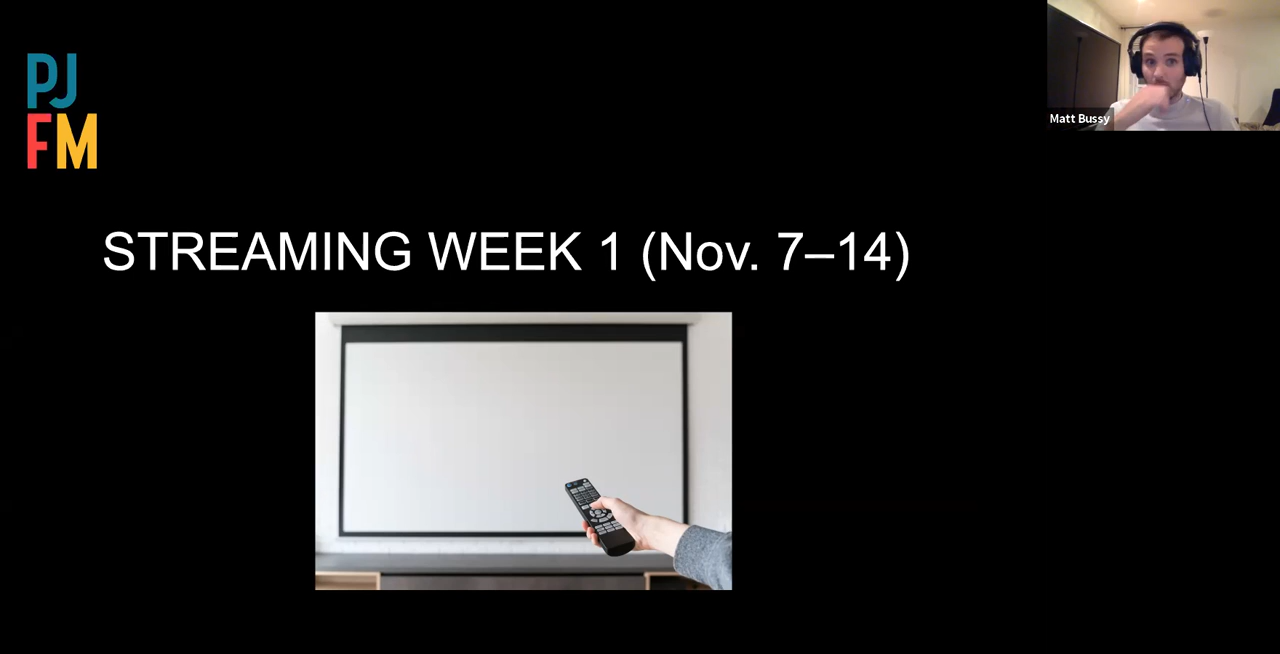 PJ
FM
Matt Bussy
STREAMING WEEK 1 (Nov. 7–14)